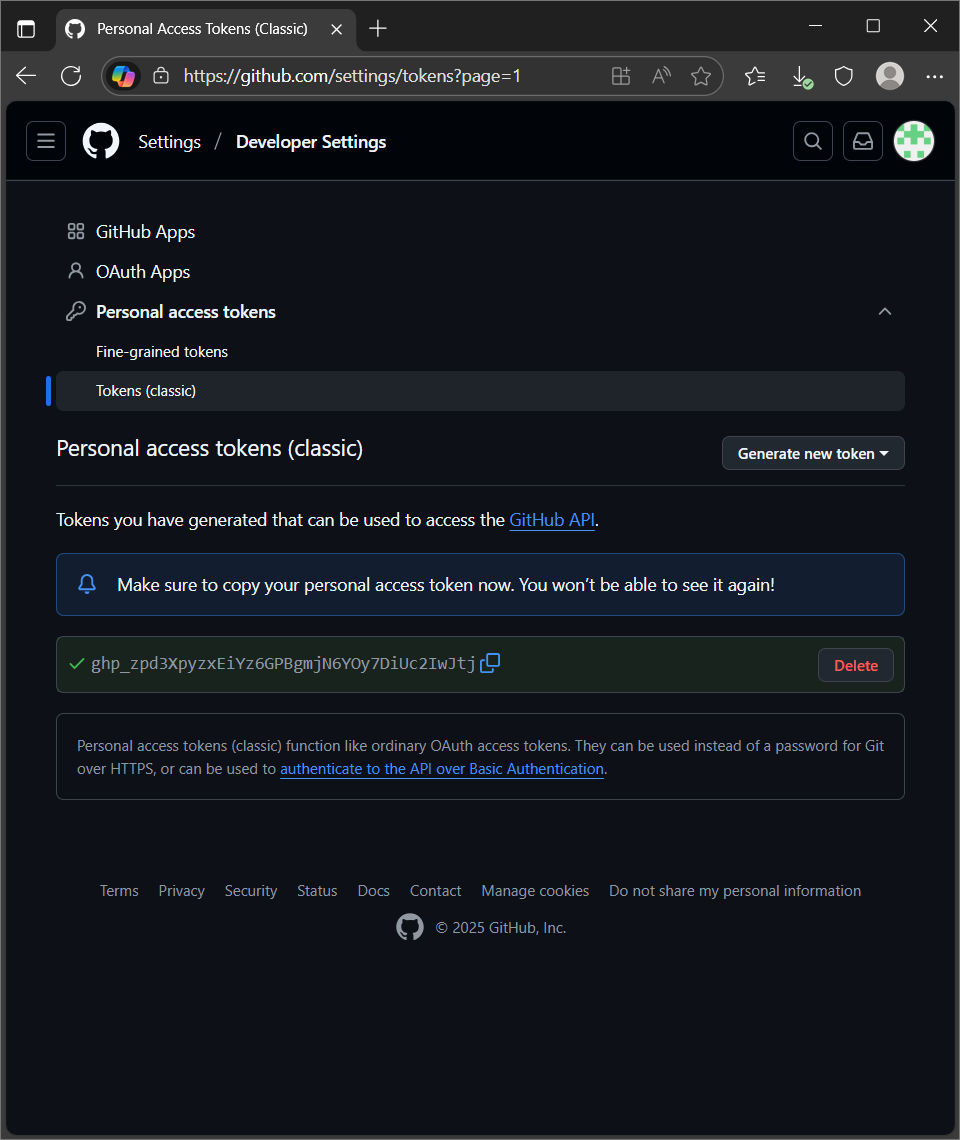 Personal Access Tokens (Classic)
https://github.com/settings/tokens?page=1
Settings / Developer Settings
GitHub Apps
OAuth Apps
Personal access tokens
Fine-grained tokens
Tokens (classic)
Personal access tokens (classic)
Generate new token
Tokens you have generated that can be used to access the GitHub API.
Make sure to copy your personal access token now. You won’t be able to see it again!
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
Delete
Personal access tokens (classic) function like ordinary OAuth access tokens. They can be used instead of a password for Git
over HTTPS, or can be used to authenticate to the API over Basic Authentication.
Terms Privacy Security Status Docs Contact Manage cookies Do not share my personal information
© 2025 GitHub, Inc.